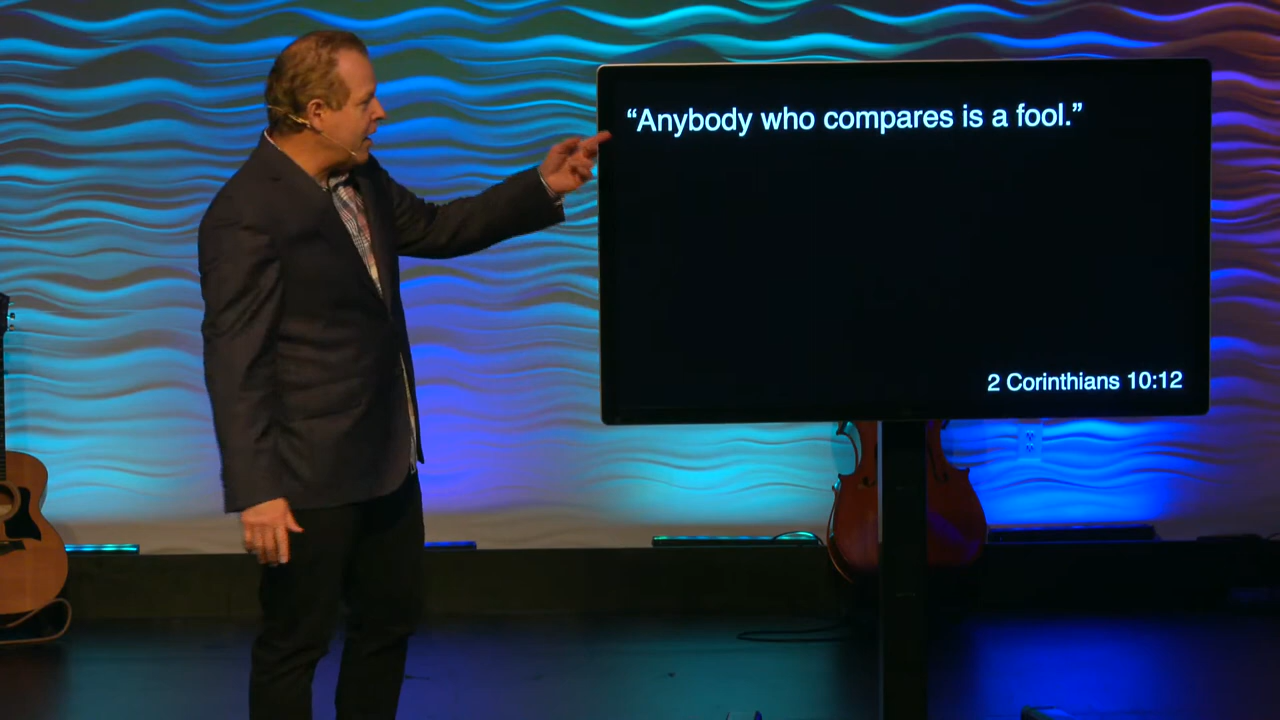 “Anybody who compares is a fool.”
2 Corinthians 10:12